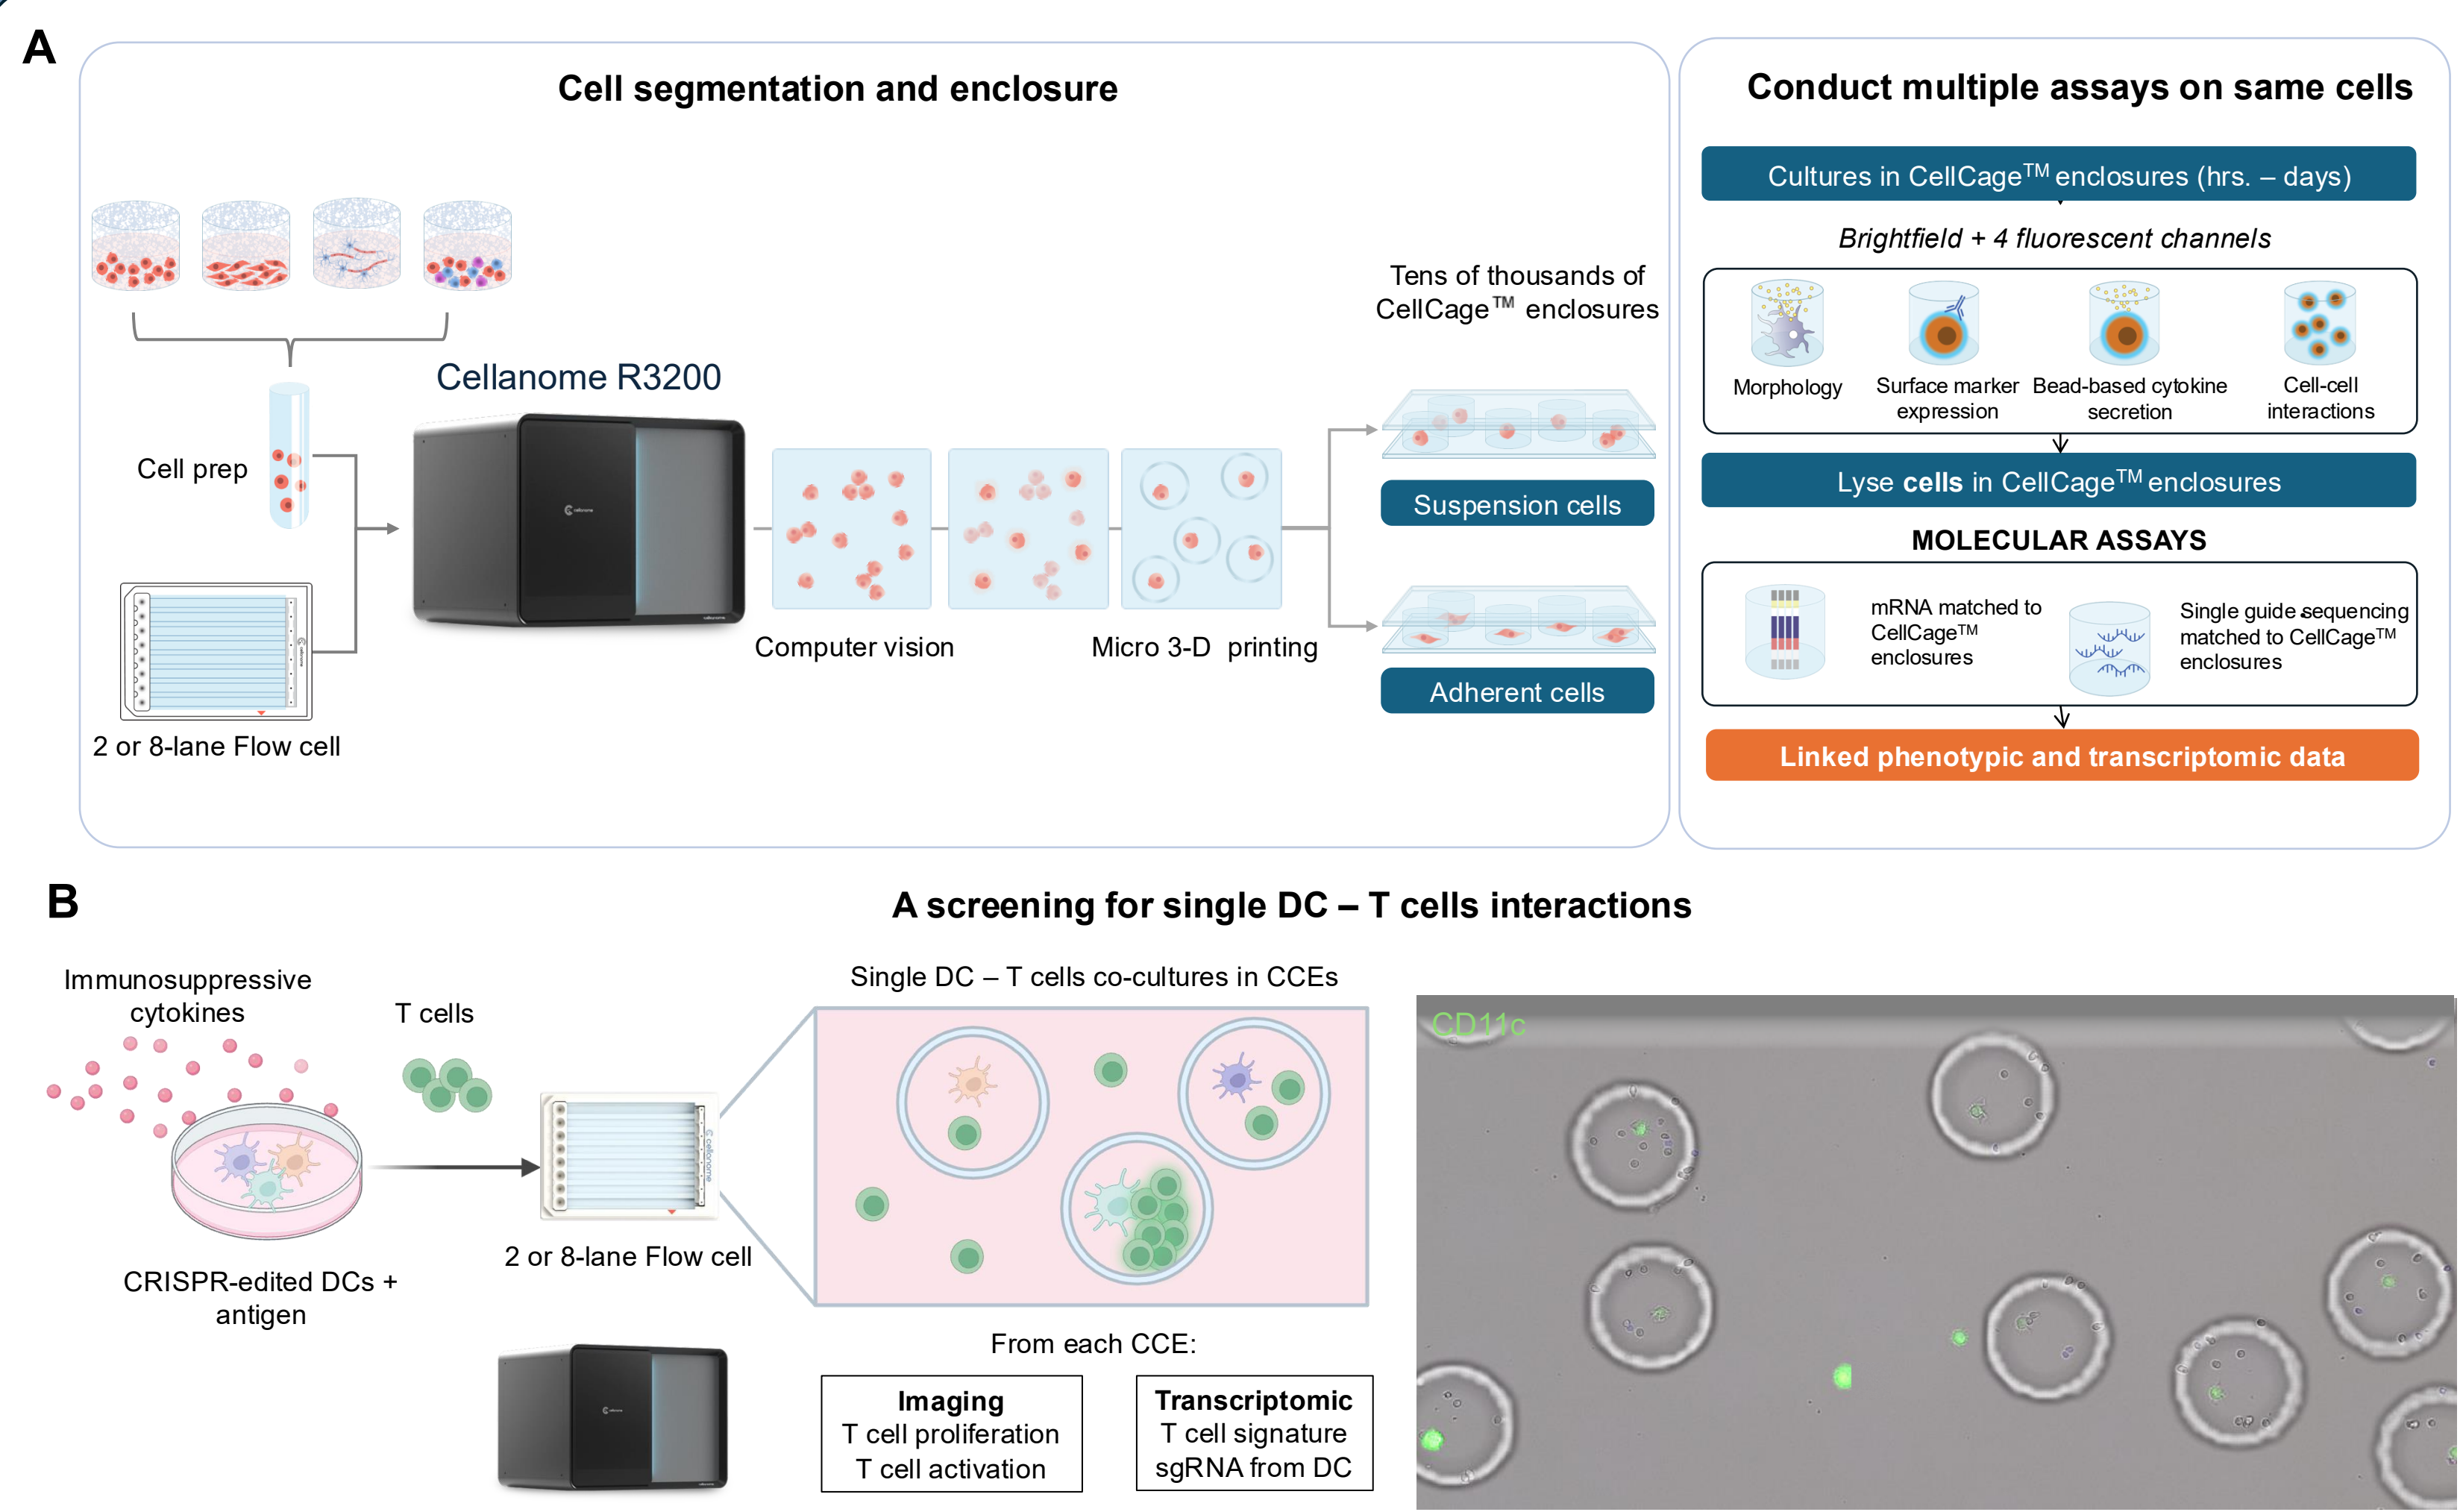 A
Cell segmentation and enclosure
Cellanome R3200
Cell prep
2 or 8-lane Flow cell
cellanome
Computer vision
Micro 3-D printing
Tens of thousands of
CellCage™ enclosures
Suspension cells
Adherent cells
Conduct multiple assays on same cells
Cultures in CellCage™ enclosures (hrs. – days)
Brightfield + 4 fluorescent channels
Morphology
Surface marker
expression
Bead-based cytokine
secretion
Cell-cell
interactions
Lyse cells in CellCage™ enclosures
MOLECULAR ASSAYS
mRNA matched to
CellCage™
enclosures
Single guide sequencing
matched to CellCage™
enclosures
Linked phenotypic and transcriptomic data
B
A screening for single DC – T cells interactions
Immunosuppressive
cytokines
T cells
CRISPR-edited DCs +
antigen
cellanome
2 or 8-lane Flow cell
Single DC – T cells co-cultures in CCEs
From each CCE:
Imaging
T cell proliferation
T cell activation
Transcriptomic
T cell signature
sgRNA from DC
CD11c